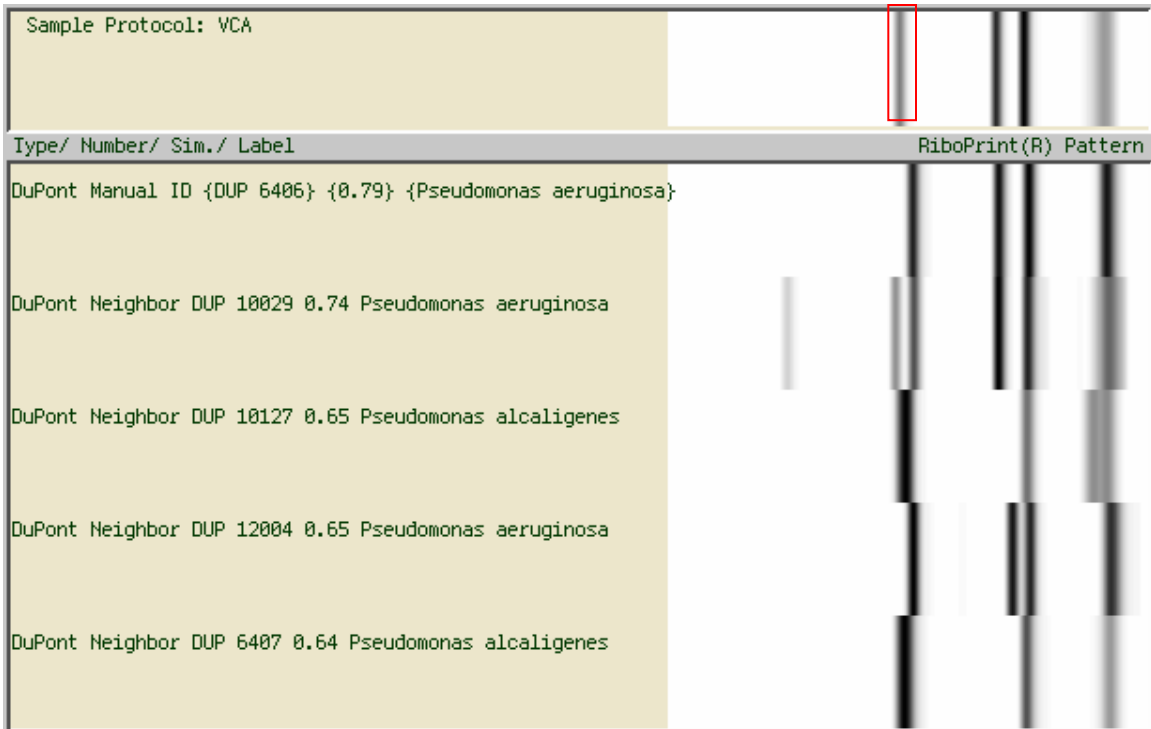 Sample Protocol: VCA
Type/ Number/ Sim./ Label RiboPrint(R) Pattern
DuPont Manual ID {DUP 6406} {0.79} {Pseudomonas aeruginosa}
DuPont Neighbor DUP 10029 0.74 Pseudomonas aeruginosa
DuPont Neighbor DUP 10127 0.65 Pseudomonas alcaligenes
DuPont Neighbor DUP 12004 0.65 Pseudomonas aeruginosa
DuPont Neighbor DUP 6407 0.64 Pseudomonas alcaligenes